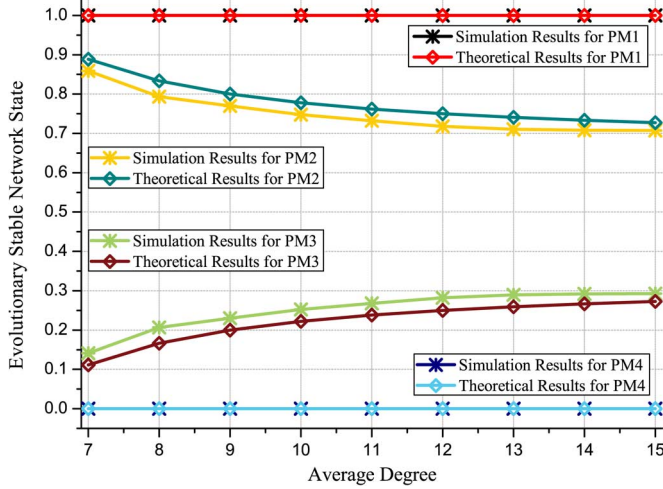 1.0
Simulation Results for PM1
Theoretical Results for PM1
0.9
0.8
0.7
Simulation Results for PM2
Theoretical Results for PM2
0.6
0.5
Simulation Results for PM3
Theoretical Results for PM3
0.4
0.3
0.2
Simulation Results for PM4
Theoretical Results for PM4
0.1
0.0
Evolutionary Stable Network State
7 8 9 10 11 12 13 14 15
Average Degree